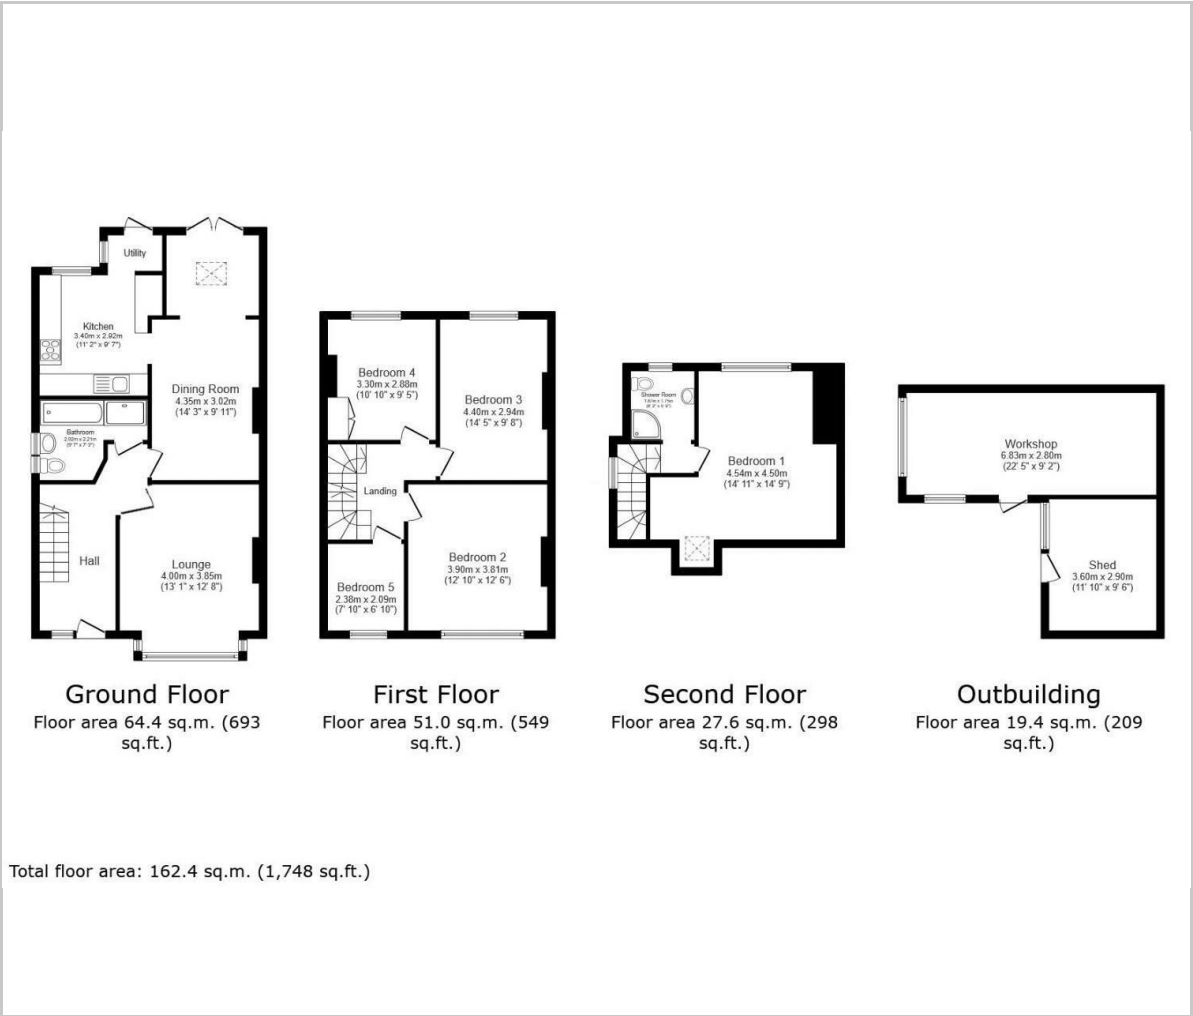 Utility
Kitchen
3.40m x 2.92m
(11' 2" x 9' 7")
Dining Room
4.35m x 3.02m
(14' 3" x 9' 11")
Bathroom
Hall
Lounge
4.00m x 3.85m
(13' 1" x 12' 8")
Ground Floor
Floor area 64.4 sq.m. (693
sq.ft.)
Bedroom 4
3.30m x 2.88m
(10' 10" x 9' 5")
Bedroom 3
4.40m x 2.94m
(14' 5" x 9' 8")
Landing
Bedroom 2
3.90m x 3.81m
(12' 10" x 12' 6")
Bedroom 5
2.38m x 2.09m
(7' 10" x 6' 10")
First Floor
Floor area 51.0 sq.m. (549
sq.ft.)
Shower Room
Bedroom 1
4.54m x 4.50m
(14' 11" x 14' 9")
Second Floor
Floor area 27.6 sq.m. (298
sq.ft.)
Workshop
6.83m x 2.80m
(22' 5" x 9' 2")
Shed
3.60m x 2.90m
(11' 10" x 9' 6")
Outbuilding
Floor area 19.4 sq.m. (209
sq.ft.)
Total floor area: 162.4 sq.m. (1,748 sq.ft.)